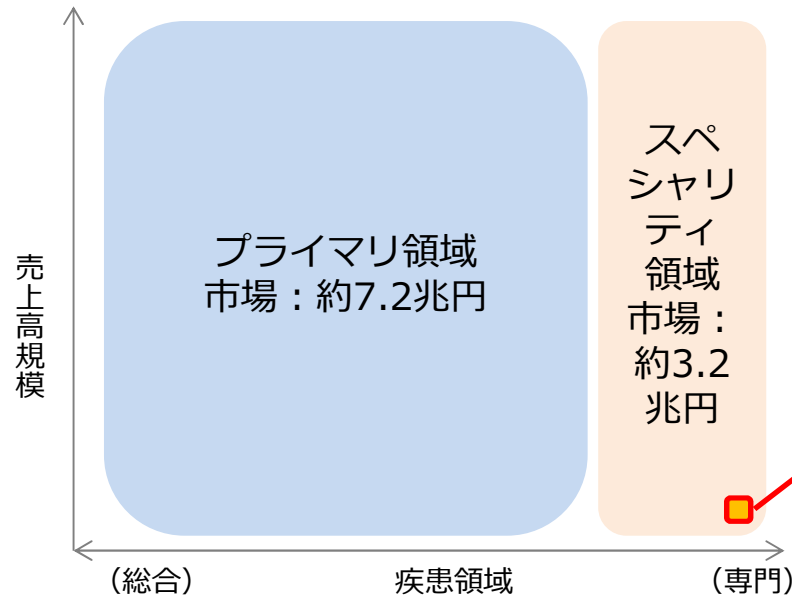 売上高規模
プライマリ領域
市場：約7.2兆円
スペ
シャリ
ティ
領域
市場：
約3.2
兆円
（総合）
疾患領域
（専門）